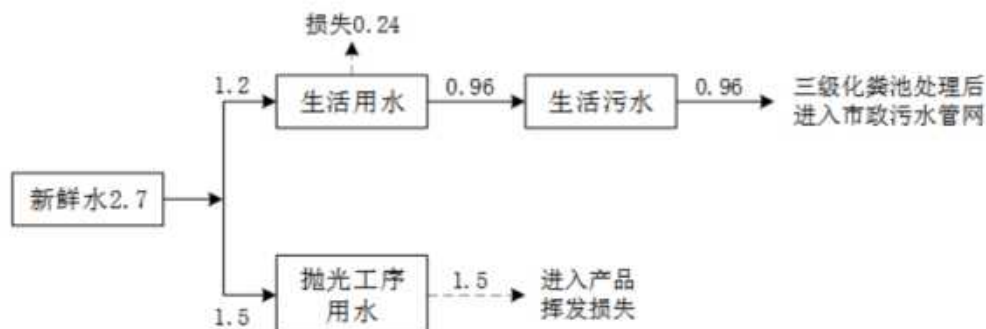 损失0.24
1.2
生活用水
0.96
生活污水
0.96
三级化粪池处理后
进入市政污水管网
新鲜水2.7
抛光工序
用水
1.5
1.5
进入产品
挥发损失